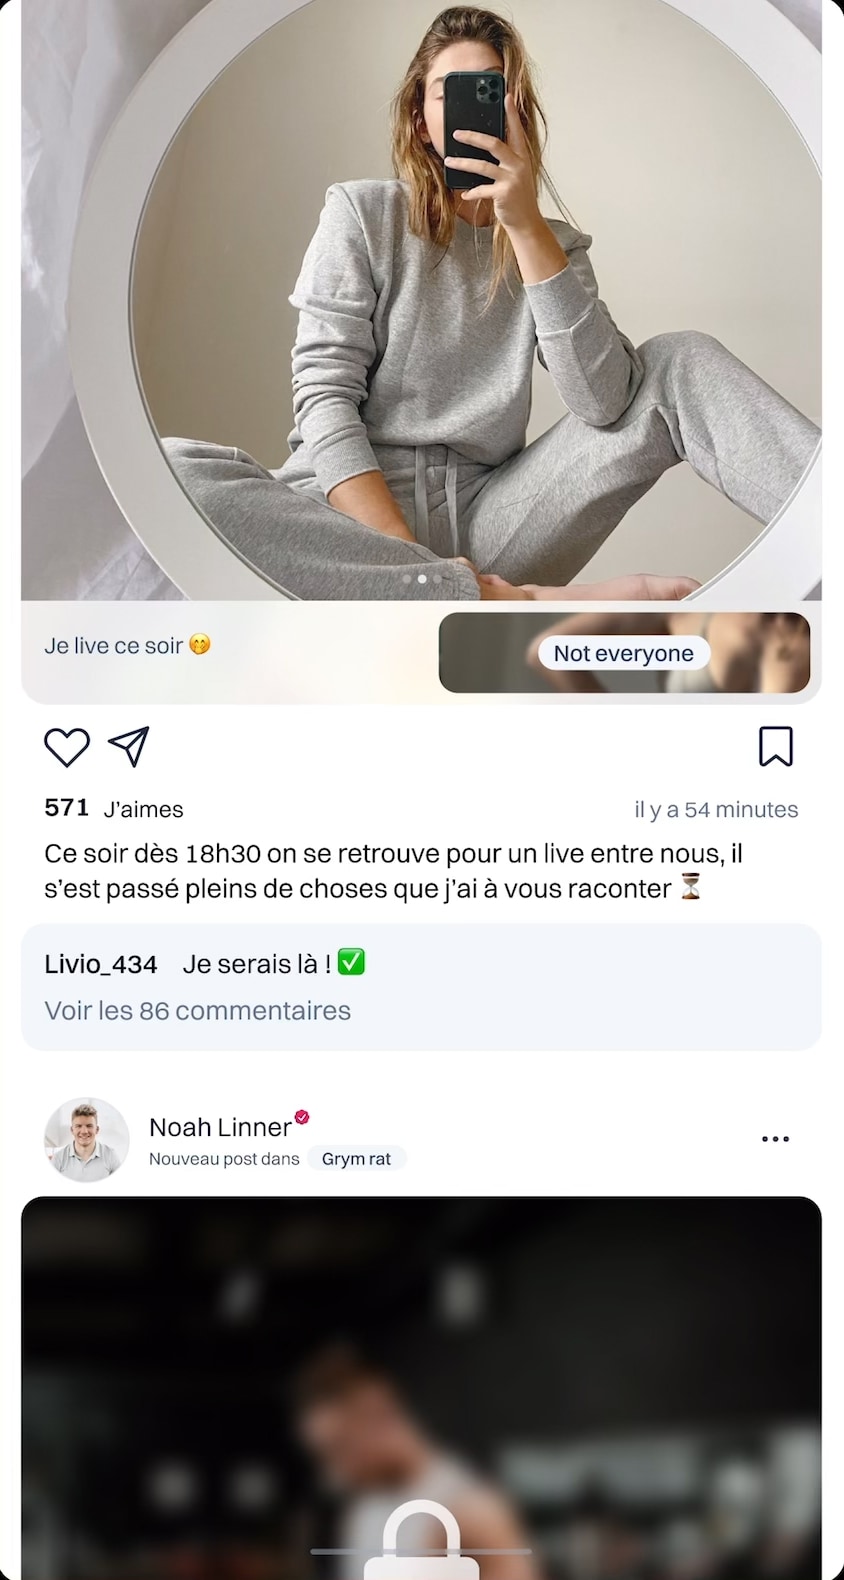 Je live ce soir 🤭
Not everyone
571 J’aimes
il y a 54 minutes
Ce soir dès 18h30 on se retrouve pour un live entre nous, il
s’est passé pleins de choses que j’ai à vous raconter ⏳
Livio_434 Je serais là ! ✅
Voir les 86 commentaires
Noah Linner
Nouveau post dans Grym rat